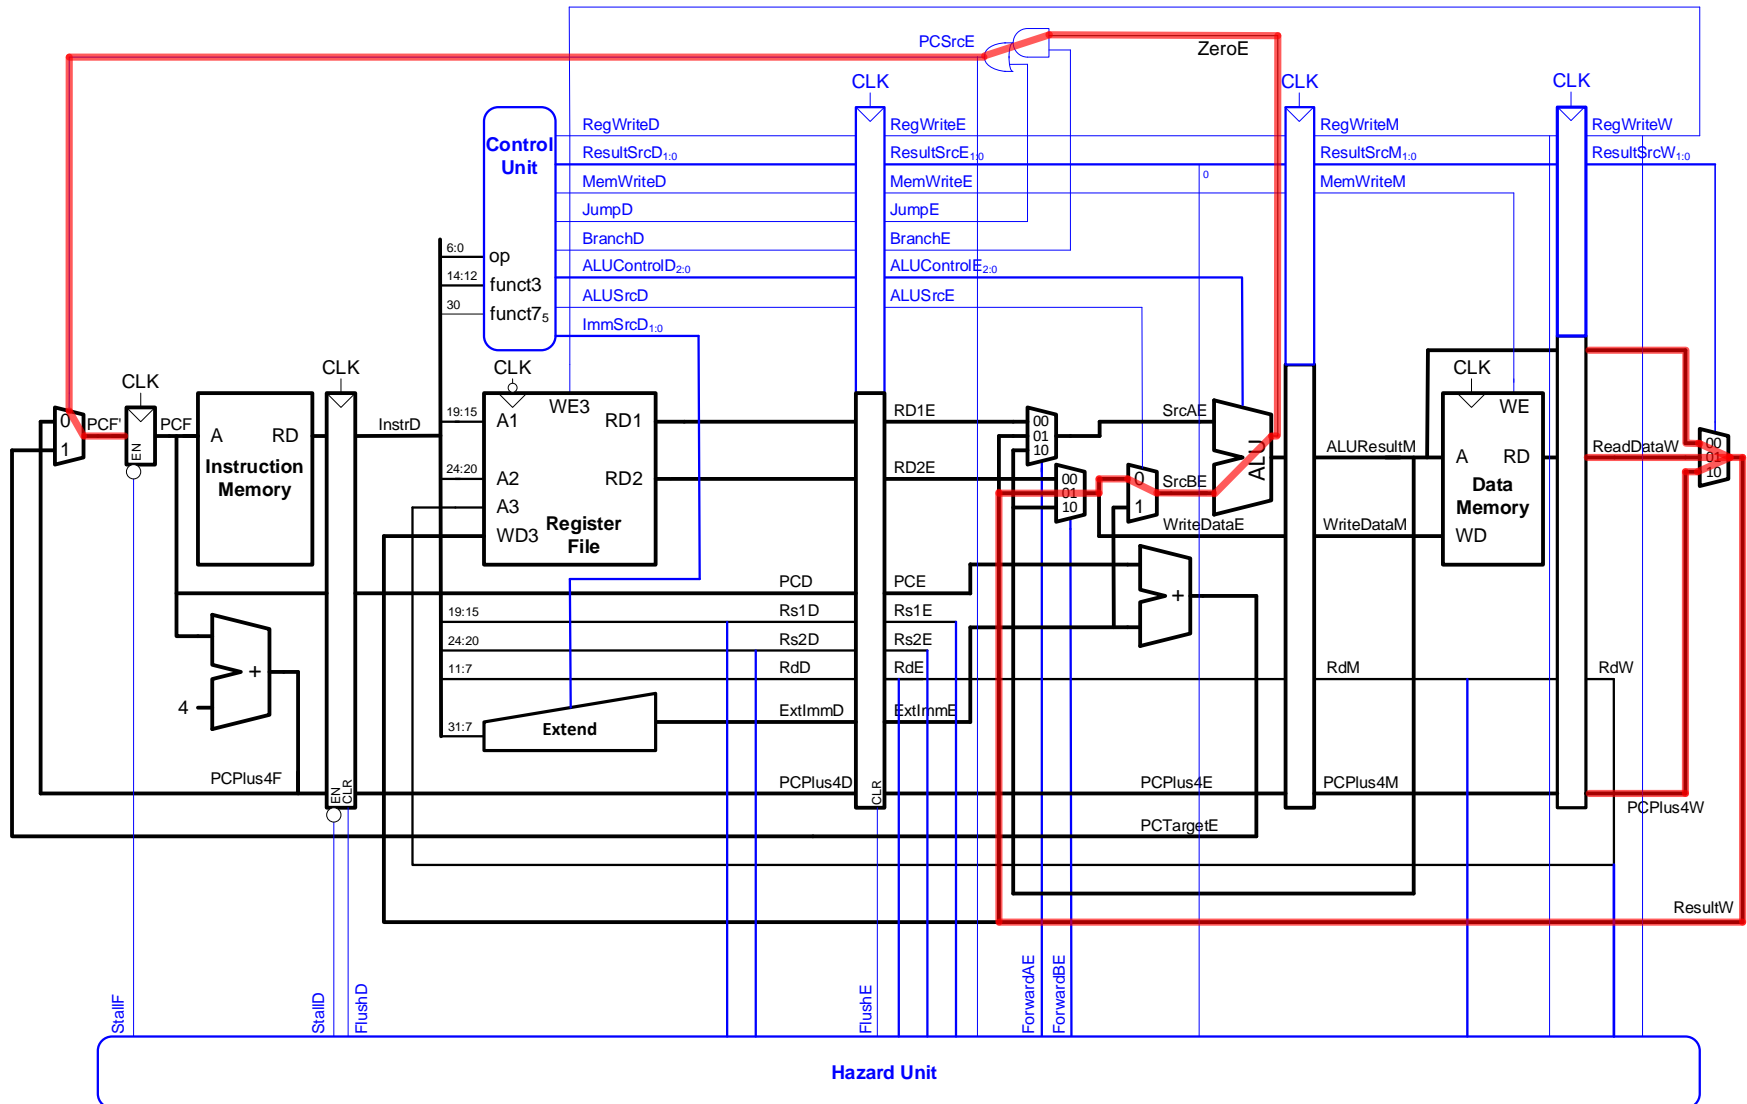 PCSrcE
ZeroE
CLK
CLK
CLK
RegWriteD
RegWriteE
RegWriteM
RegWriteW
Control
Unit
ResultSrcD1:0
ResultSrcE1:0
ResultSrcM1:0
ResultSrcW1:0
0
MemWriteD
MemWriteE
MemWriteM
JumpD
JumpE
BranchD
BranchE
6:0
op
ALUControlD2:0
ALUControlE2:0
14:12
funct3
ALUSrcD
ALUSrcE
30
funct75
ImmSrcD1:0
CLK
CLK
CLK
CLK
0
1
PCF'
EN
PCF
A
RD
Instruction
Memory
InstrD
19:15
A1
WE3
RD1
RD1E
00
01
10
SrcAE
24:20
A2
RD2
RD2E
00
01
10
0
1
SrcBE
ALU
A3
WD3
Register
File
WriteDataE
ALUResultM
WriteDataM
WE
A
RD
Data
Memory
WD
ReadDataW
00
01
10
PCD
PCE
19:15
Rs1D
Rs1E
24:20
Rs2D
Rs2E
11:7
RdD
RdE
RdM
RdW
+
4
+
31:7
Extend
ExtImmD
ExtImmE
PCPlus4F
EN
CLR
PCPlus4D
CLR
PCPlus4E
PCPlus4M
PCPlus4W
PCTargetE
ResultW
StallF
StallD
FlushD
FlushE
ForwardAE
ForwardBE
Hazard Unit